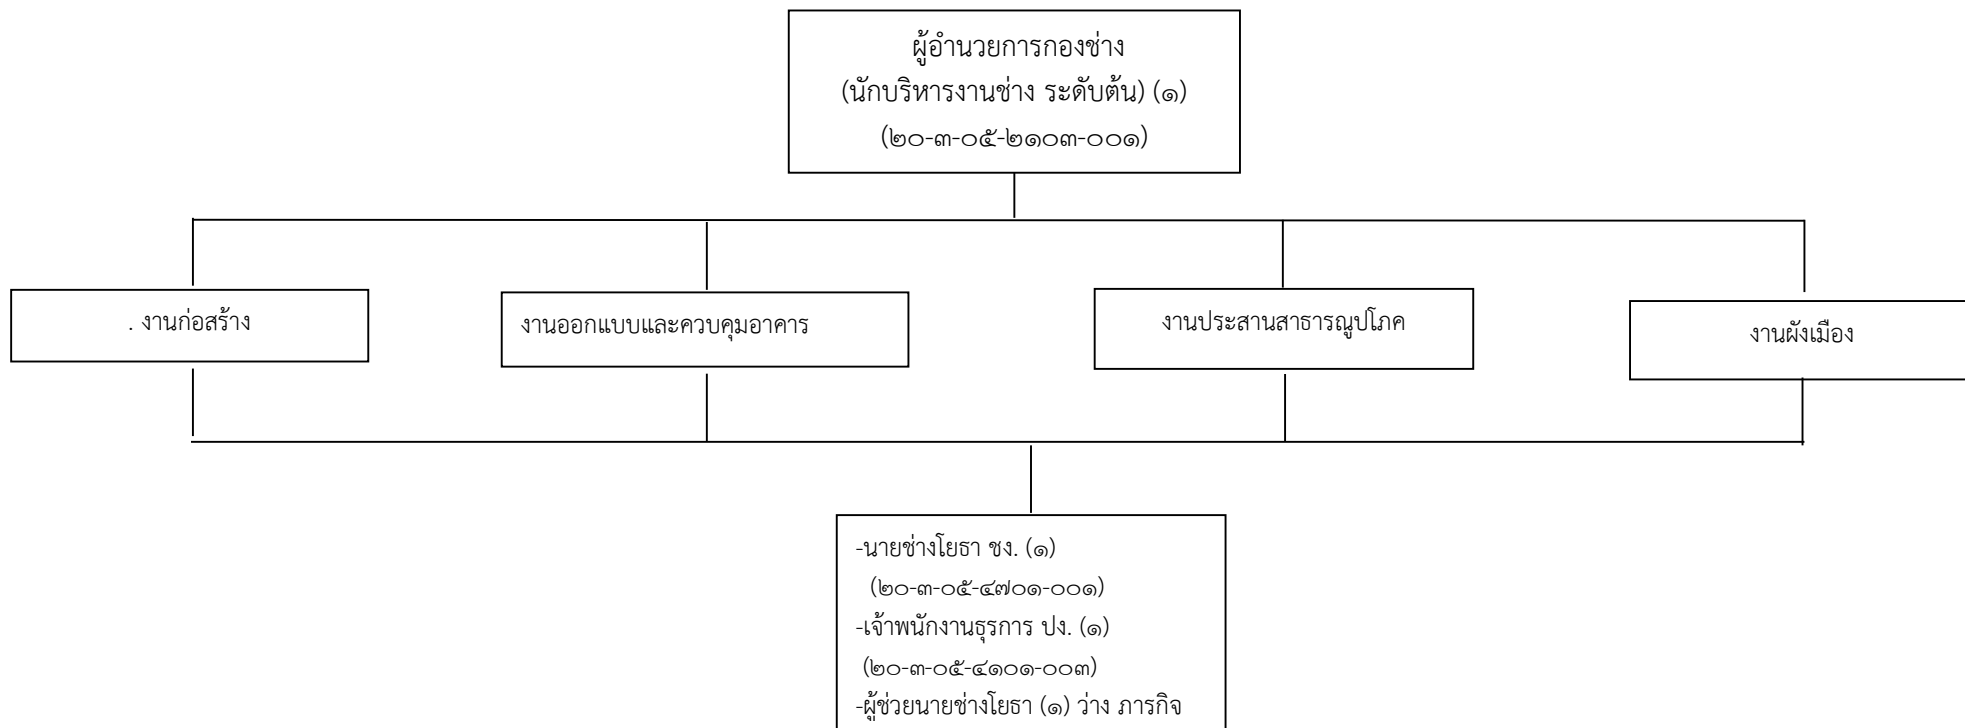 ผู้อำนวยการกองช่าง
(นักบริหารงานช่าง ระดับต้น) (๑)
(๒๐-๓-๐๕-๒๑๐๓-๐๐๑)
. งานก่อสร้าง
งานออกแบบและควบคุมอาคาร
งานประสานสาธารณูปโภค
งานผังเมือง
-นายช่างโยธา ชง. (๑)
(๒๐-๓-๐๕-๔๗๐๑-๐๐๑)
-เจ้าพนักงานธุรการ ปง. (๑)
(๒๐-๓-๐๕-๔๑๐๑-๐๐๓)
-ผู้ช่วยนายช่างโยธา (๑) ว่าง ภารกิจ